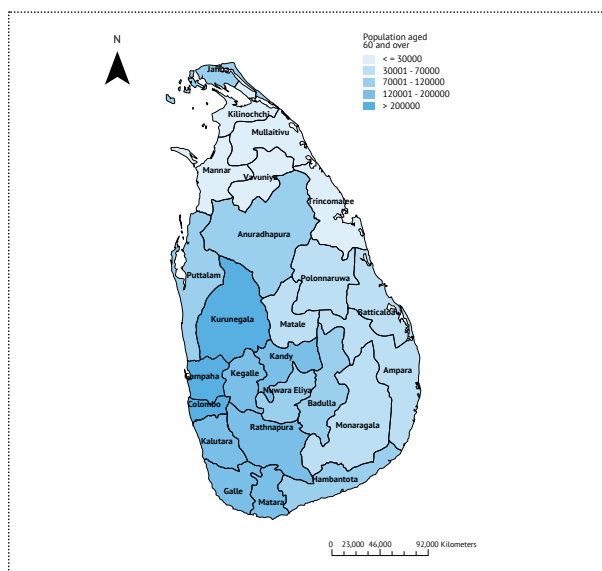 Population aged
60 and over
< = 30000
30001 - 70000
70001 - 120000
120001 - 200000
> 200000
N
Jaffna
Kilinochchi
Mullaitivu
Mannar
Vavuniya
Trincomalee
Anuradhapura
Puttalam
Polonnaruwa
Batticaloa
Kurunegala
Matale
Kandy
Ampara
Gampaha
Kegalle
Nuwara Eliya
Badulla
Colombo
Monaragala
Rathnapura
Kalutara
Hambantota
Galle
Matara
0 23,000 46,000 92,000 Kilometers